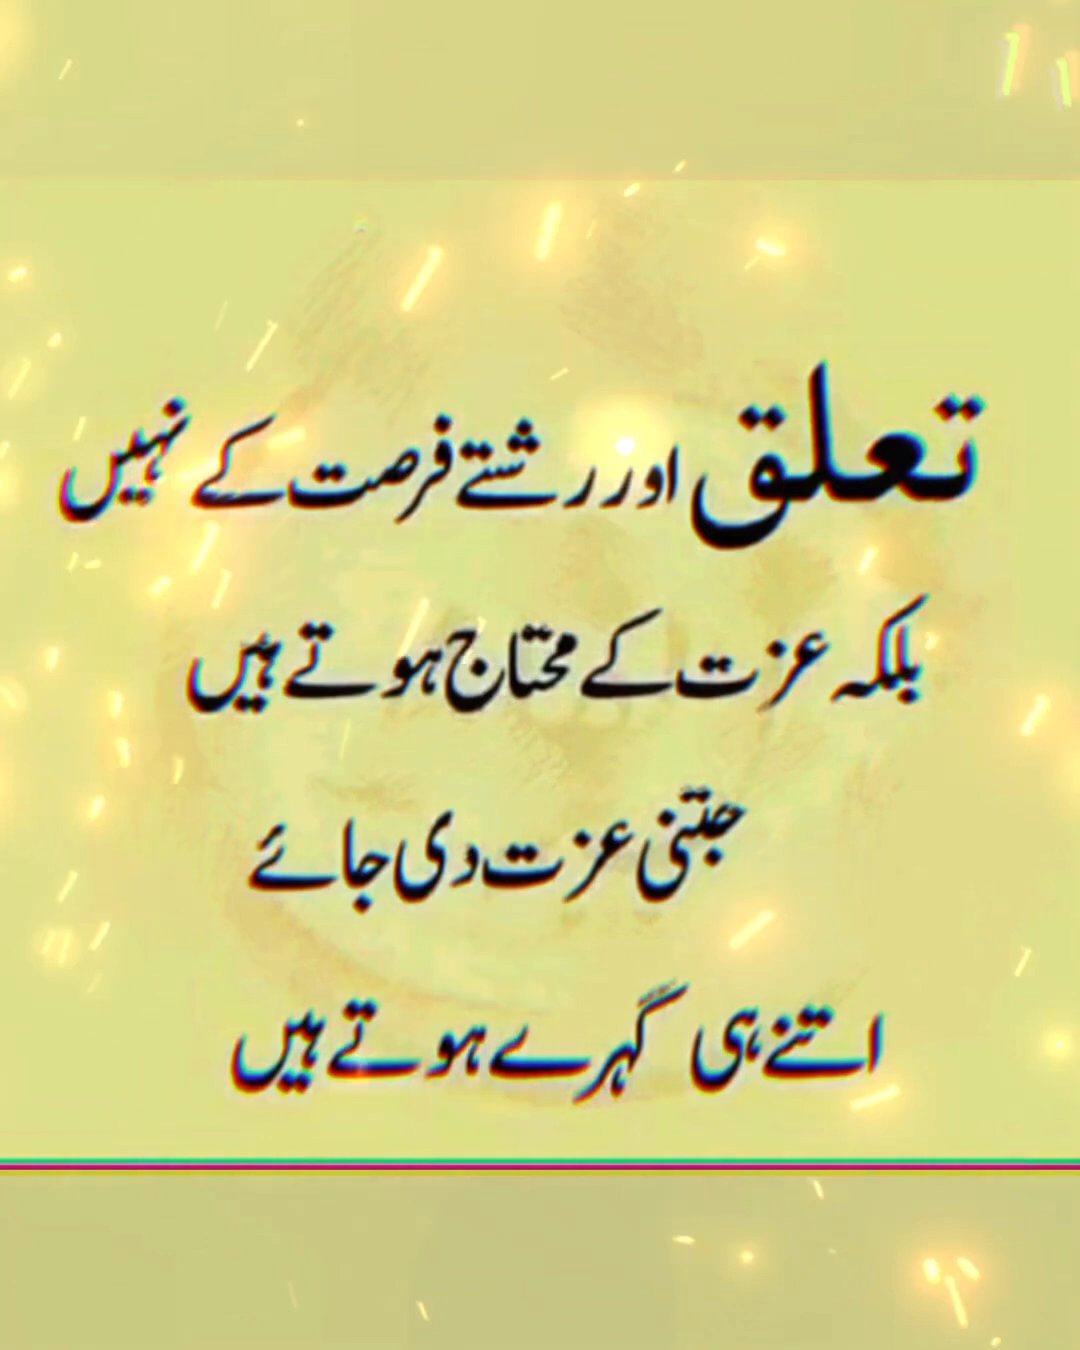 تعلق اور رشتے فرصت کے نہیں
بلکہ عزت کے محتاج ہوتے ہیں
جتنی عزت دی جائے
اتنے ہی گہرے ہوتے ہیں